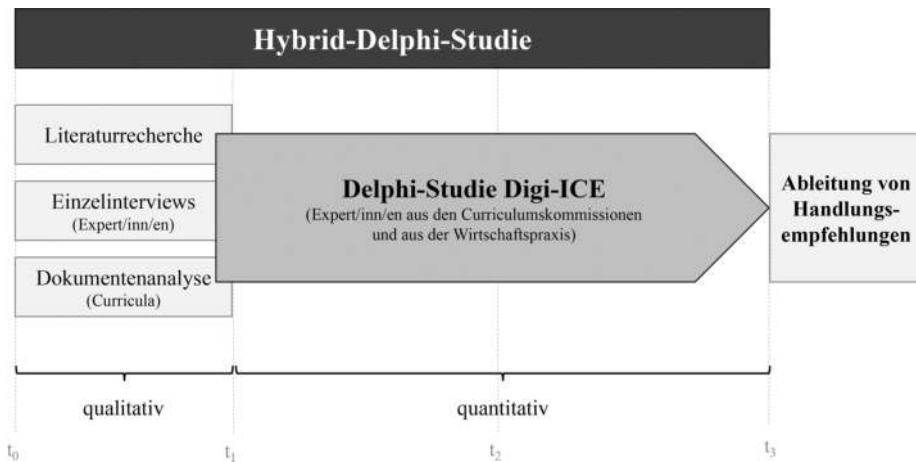 Hybrid-Delphi-Studie
Literaturrecherche
Einzelinterviews
(Expert/inn/en)
Dokumentenanalyse
(Curricula)
Delphi-Studie Digi-ICE
(Expert/inn/en aus den Curriculumskommissionen
und aus der Wirtschaftspraxis)
Ableitung von
Handlungs-
empfehlungen
qualitativ
quantitativ
t0
t1
t2
t3